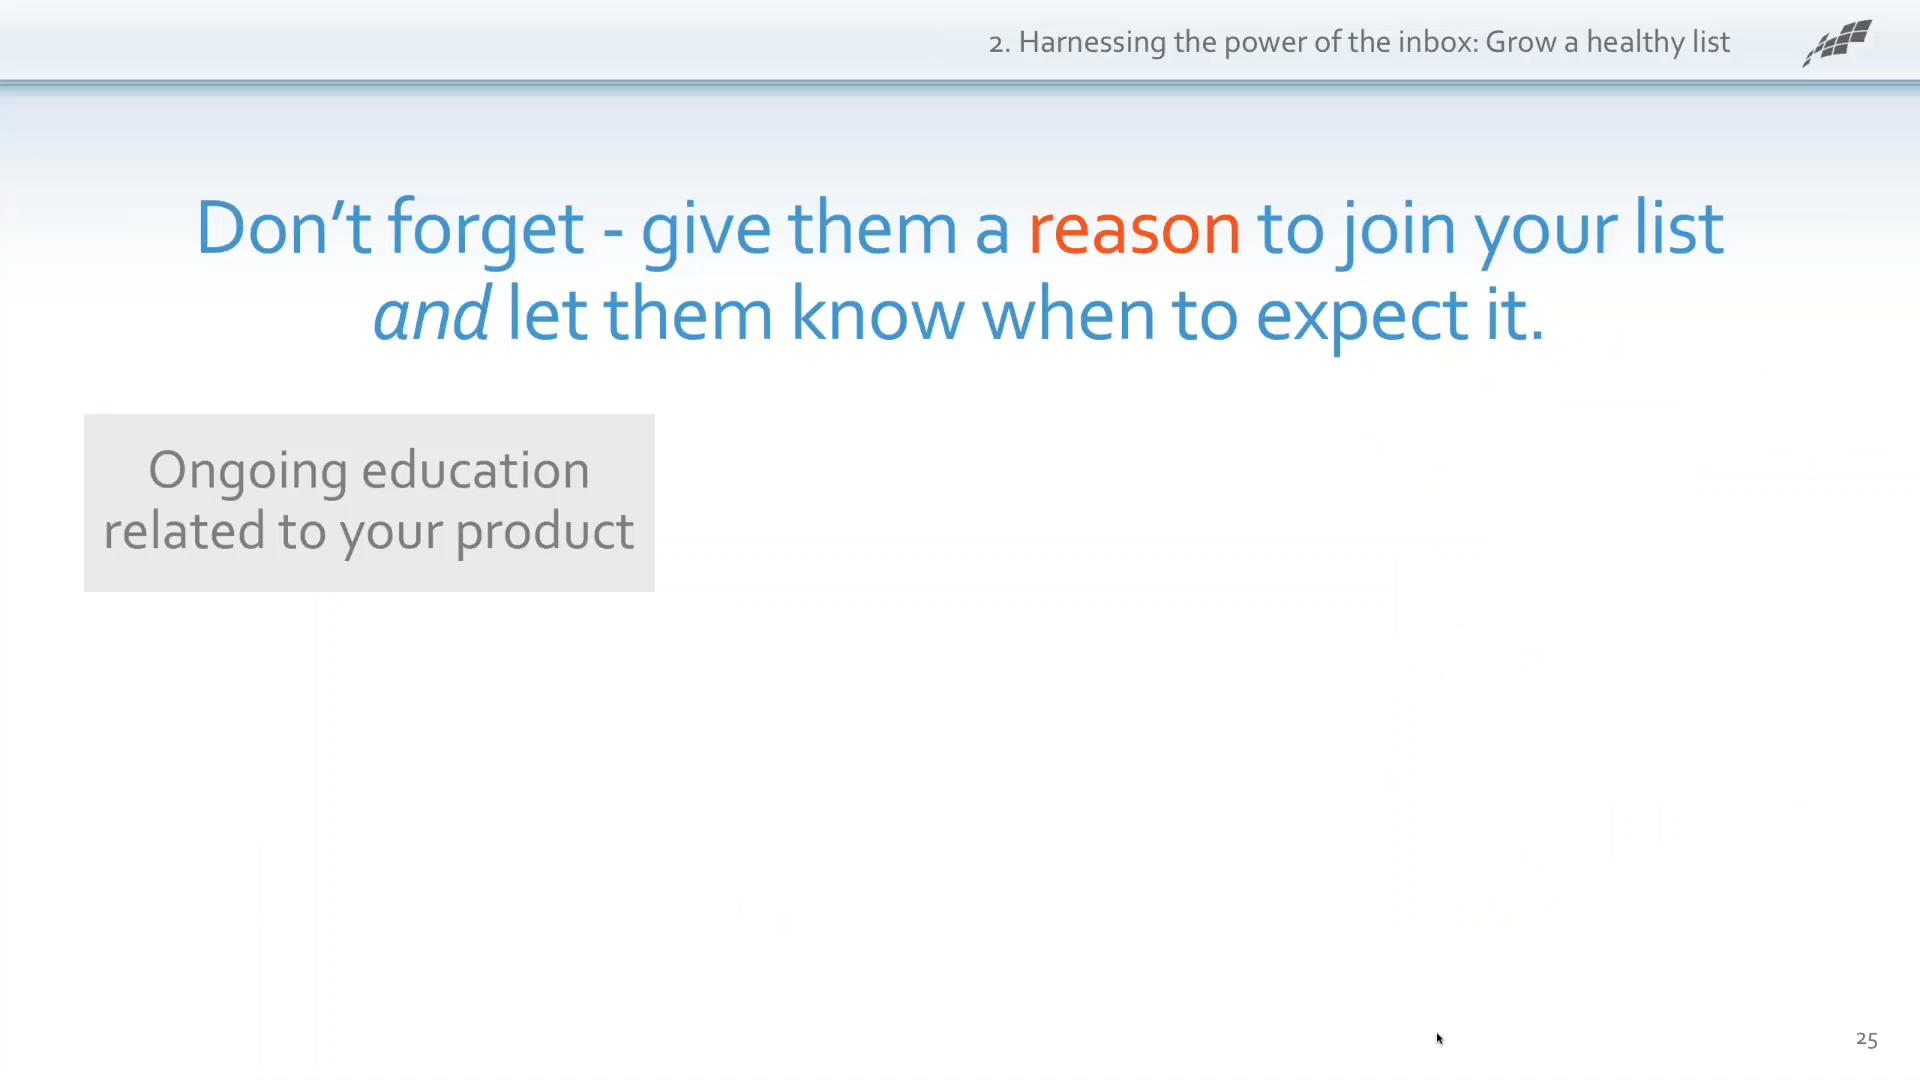 2. Harnessing the power of the inbox: Grow a healthy list
Don’t forget - give them a reason to join your list
and let them know when to expect it.
Ongoing education
related to your product
25